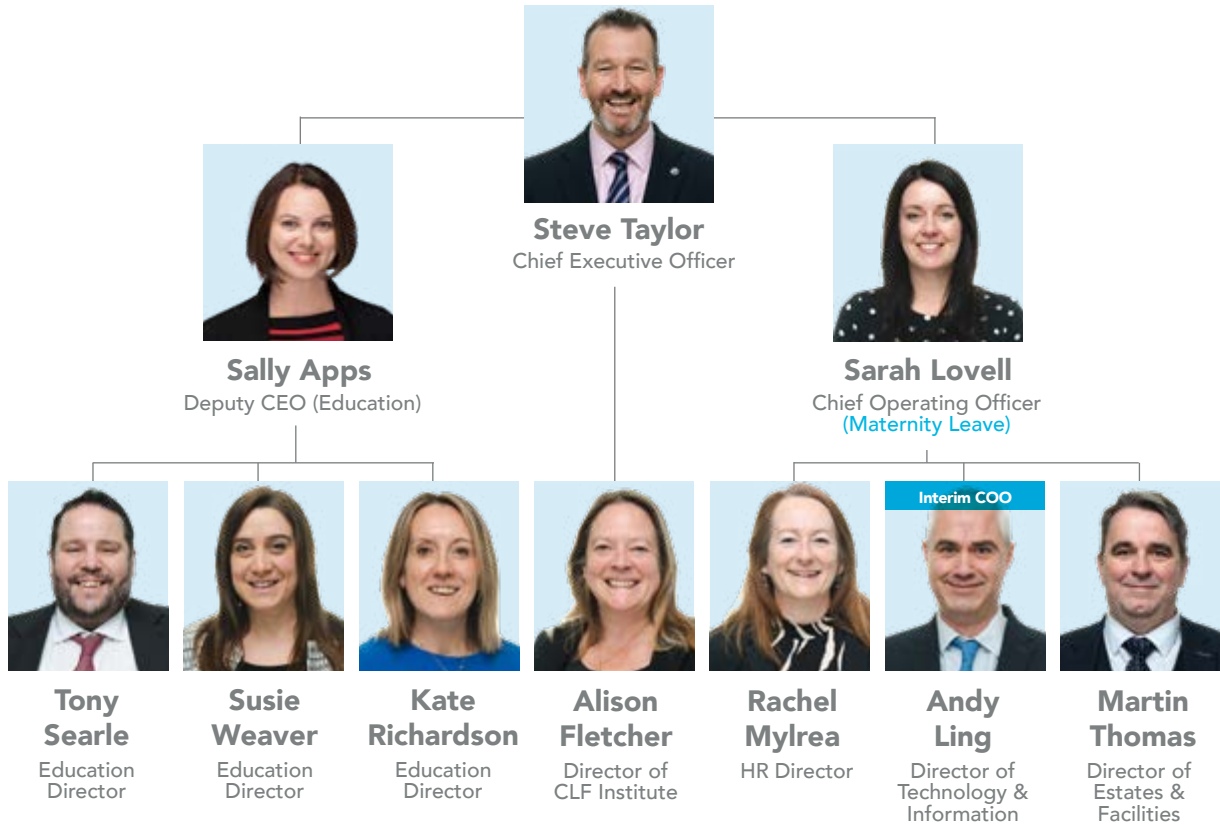 Steve Taylor
Chief Executive Officer
Sally Apps
Deputy CEO (Education)
Sarah Lovell
Chief Operating Officer
(Maternity Leave)
Interim COO
Tony
Searle
Education
Director
Susie
Weaver
Education
Director
Kate
Richardson
Education
Director
Alison
Fletcher
Director of
CLF Institute
Rachel
Mylrea
HR Director
Andy
Ling
Director of
Technology &
Information
Martin
Thomas
Director of
Estates &
Facilities